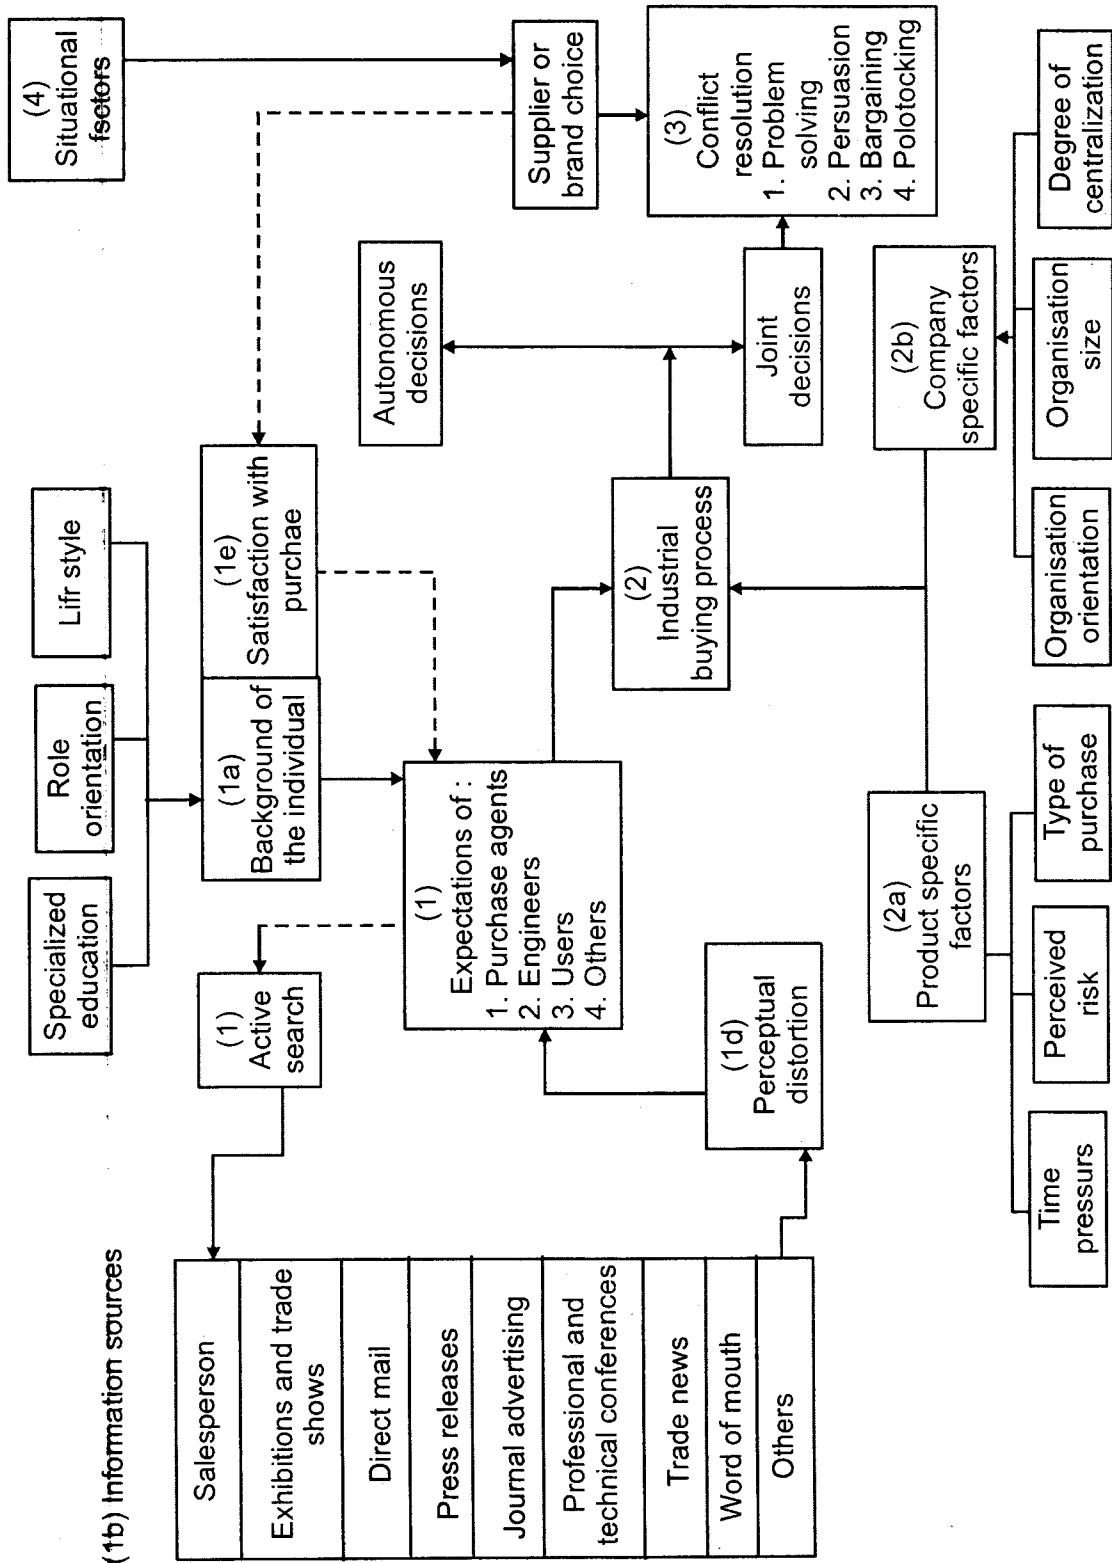 (1b) Information sources
Salesperson
Exhibitions and trade
shows
Direct mail
Press releases
Journal advertising
Professional and
technical conferences
Trade news
Word of mouth
Others
Specialized
education
Role
orientation
Lifr style
(1)
Active
search
(1a)
Background of
the individual
(1e)
Satisfaction with
purchae
(4)
Situational
fsctors
(1)
Expectations of :
1. Purchase agents
2. Engineers
3. Users
4. Others
(1d)
Perceptual
distortion
(2)
Industrial
buying process
Autonomous
decisions
Joint
decisions
Supplier or
brand choice
(3)
Conflict
resolution
1. Problem
solving
2. Persuasion
3. Bargaining
4. Polotocking
(2a)
Product specific
factors
(2b)
Company
specific factors
Time
pressurs
Perceived
risk
Type of
purchase
Organisation
orientation
Organisation
size
Degree of
centralization